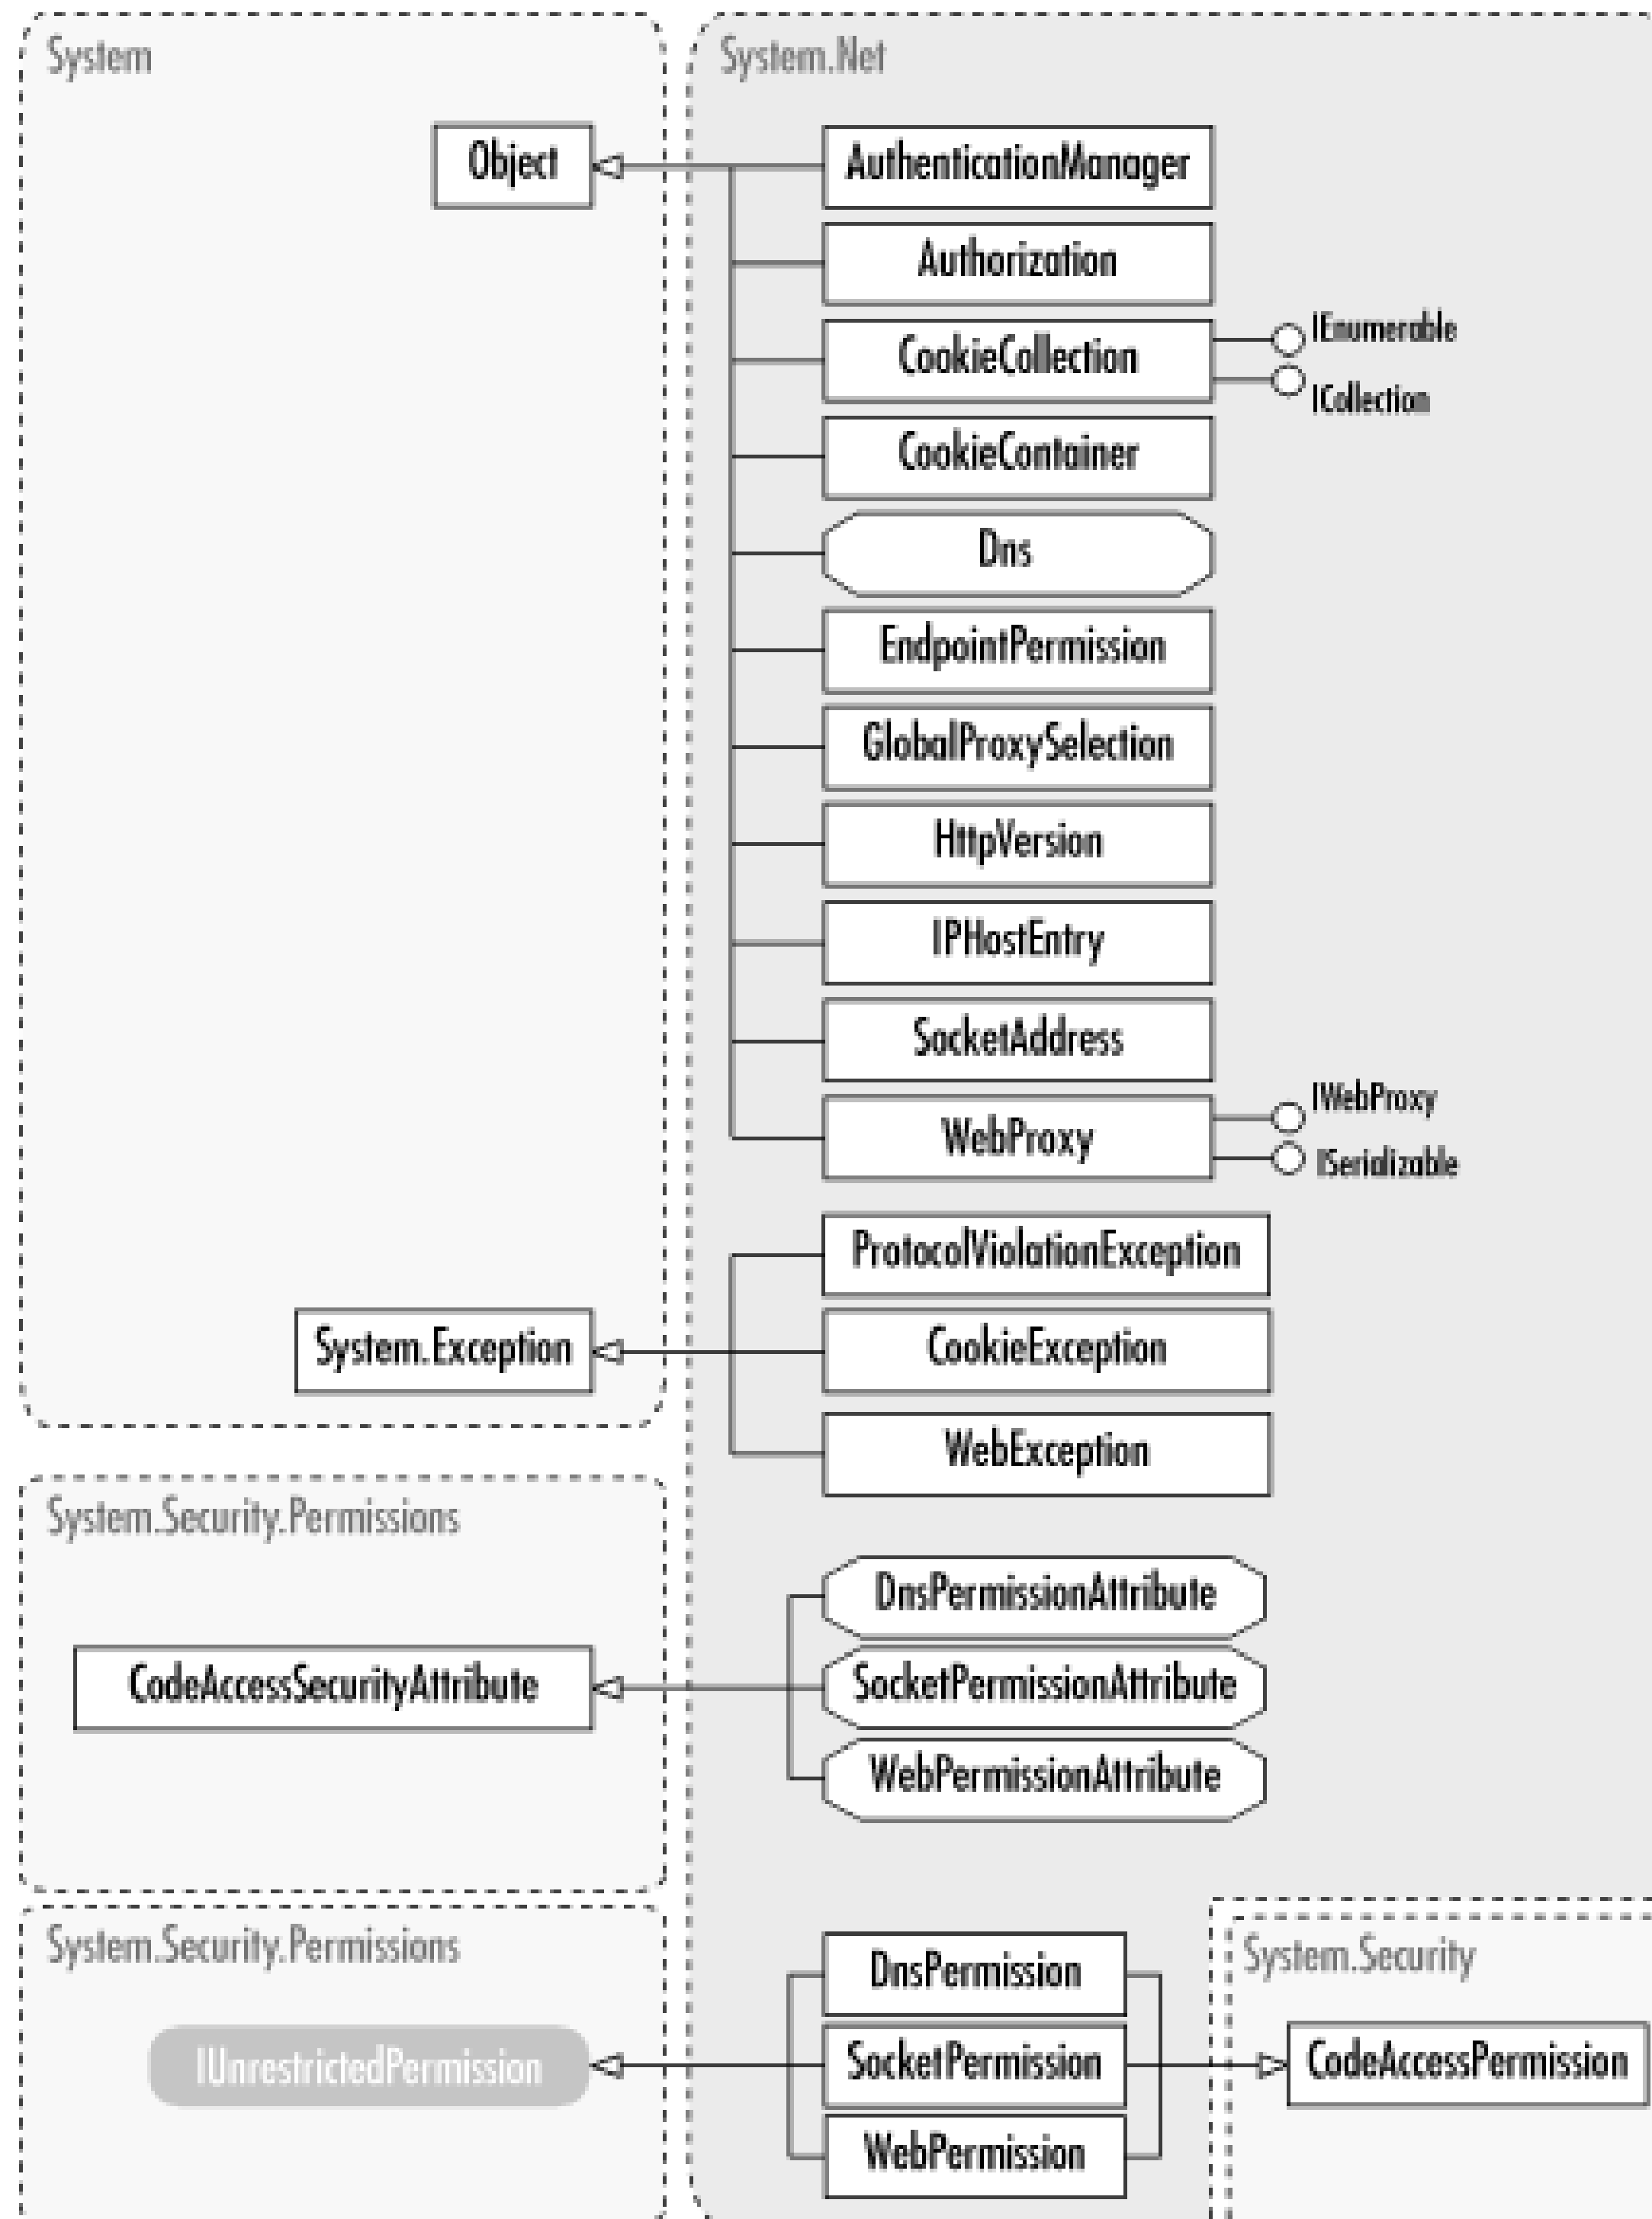 System
System.Net
Object
AuthenticationManager
Authorization
CookieCollection
IEnumerable
ICollection
CookieContainer
Dns
EndpointPermission
GlobalProxySelection
HttpVersion
IPHostEntry
SocketAddress
WebProxy
IWebProxy
ISerializable
ProtocolViolationException
System.Exception
CookieException
WebException
System.Security.Permissions
DnsPermissionAttribute
CodeAccessSecurityAttribute
SocketPermissionAttribute
WebPermissionAttribute
System.Security.Permissions
System.Security
DnsPermission
IUnrestrictedPermission
SocketPermission
CodeAccessPermission
WebPermission